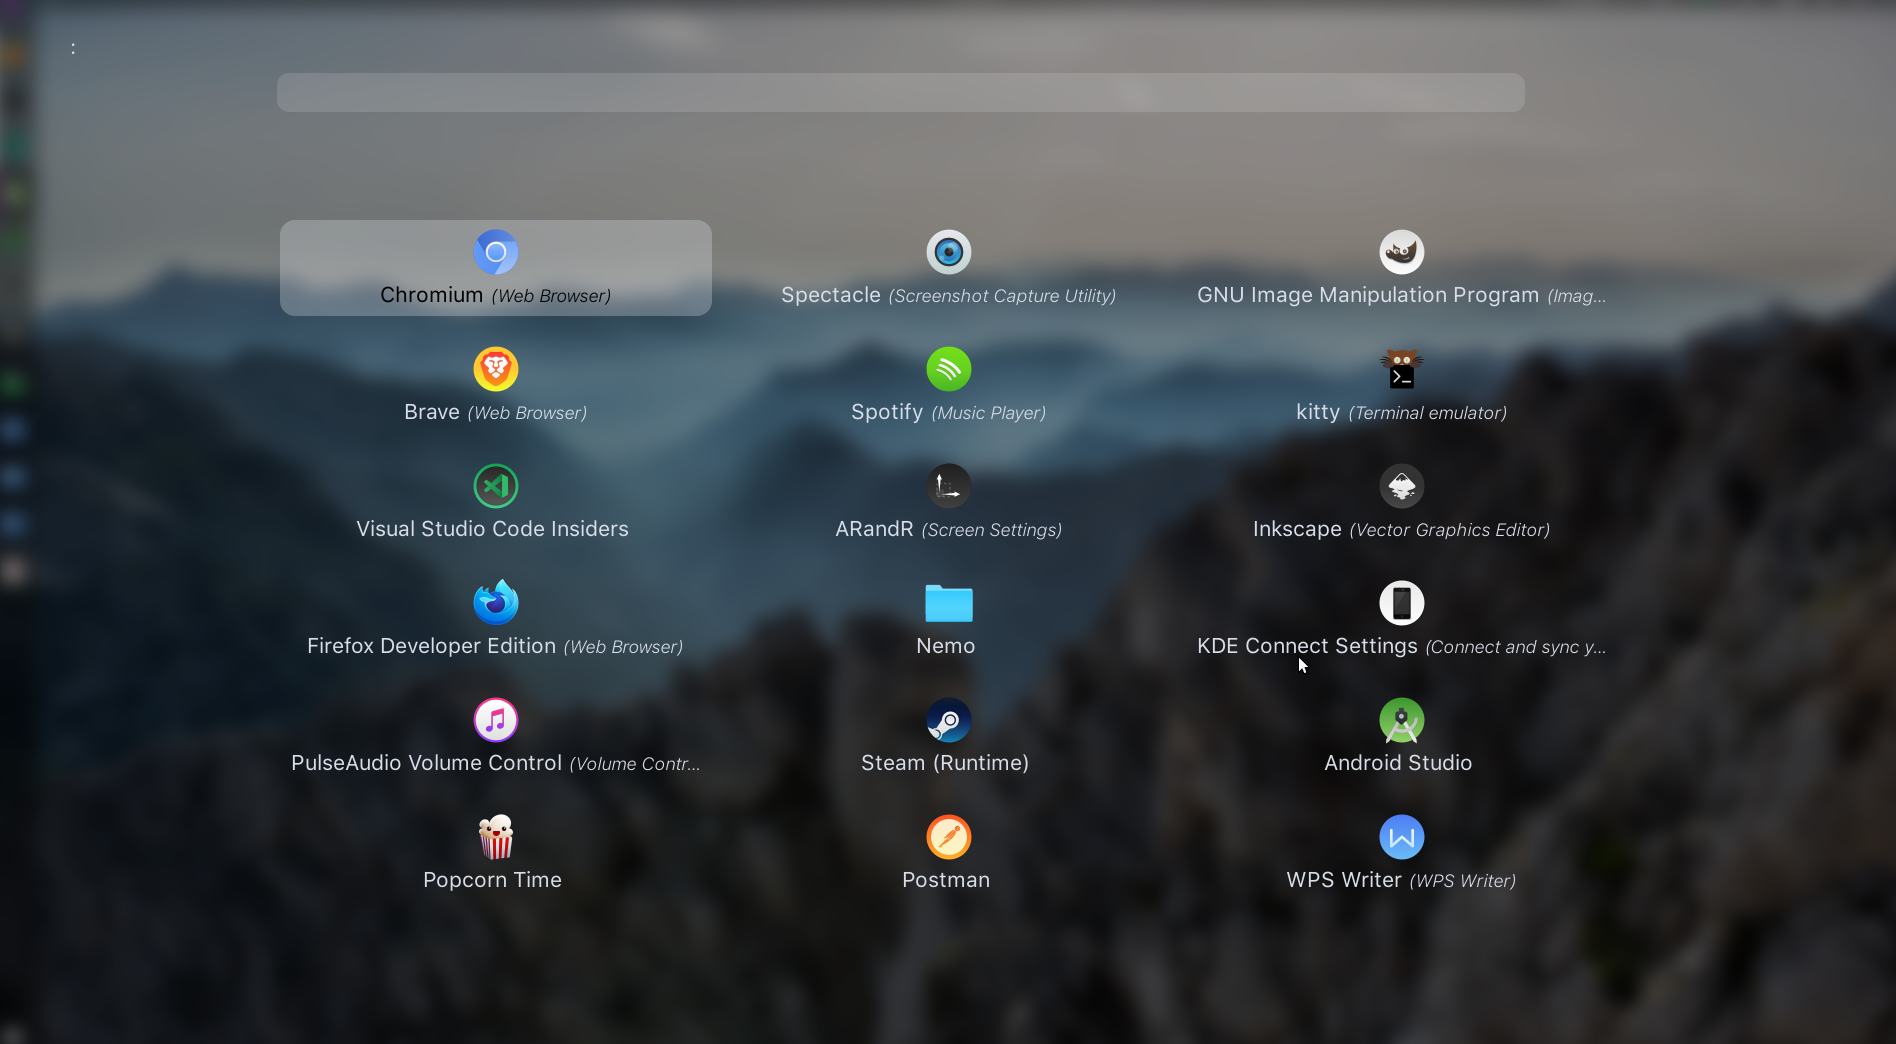 :
Chromium (Web Browser)
Spectacle (Screenshot Capture Utility)
GNU Image Manipulation Program (Imag...
Brave (Web Browser)
Spotify (Music Player)
kitty (Terminal emulator)
Visual Studio Code Insiders
ARandR (Screen Settings)
Inkscape (Vector Graphics Editor)
Firefox Developer Edition (Web Browser)
Nemo
KDE Connect Settings (Connect and sync y...
PulseAudio Volume Control (Volume Contr...
Steam (Runtime)
Android Studio
Popcorn Time
Postman
WPS Writer (WPS Writer)